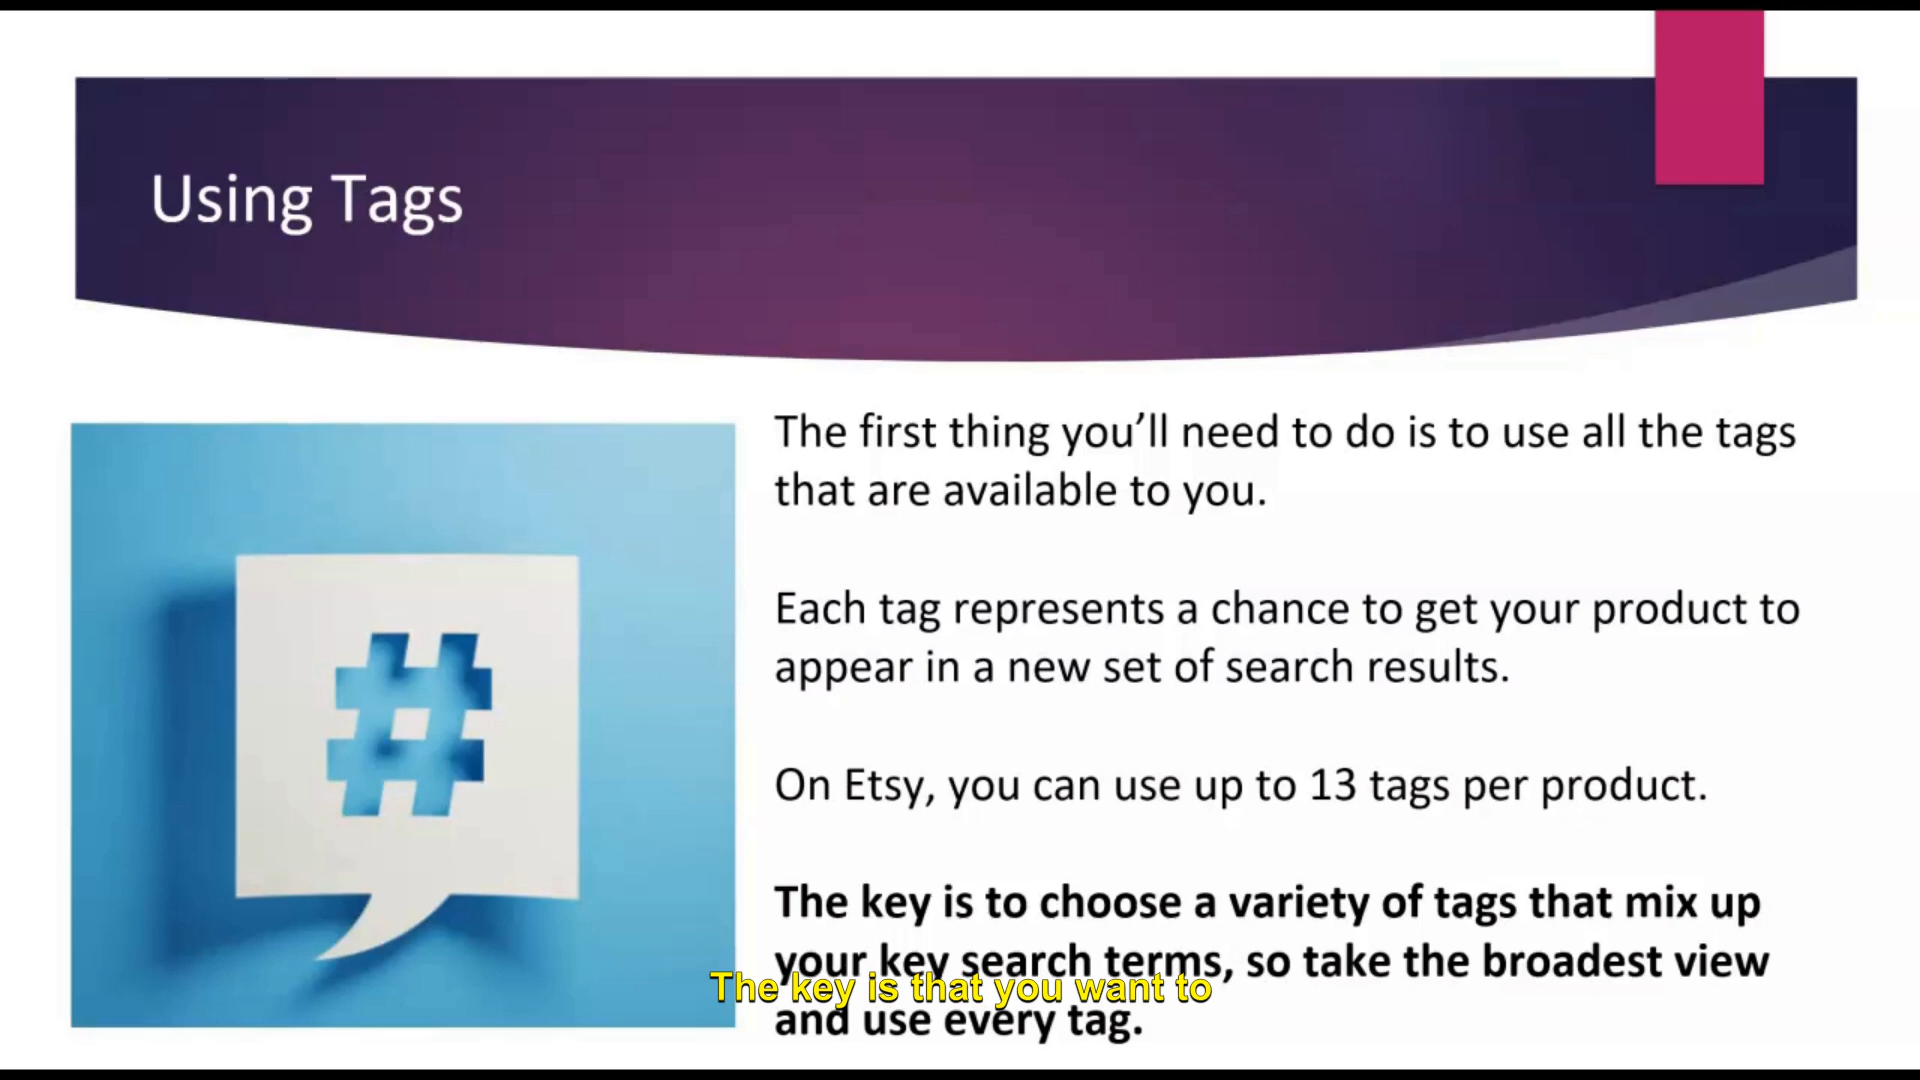 Using Tags
The first thing you’ll need to do is to use all the tags
that are available to you.
Each tag represents a chance to get your product to
appear in a new set of search results.
On Etsy, you can use up to 13 tags per product.
The key is to choose a variety of tags that mix up
your key search terms, so take the broadest view
and use every tag.
The key is that you want to
#